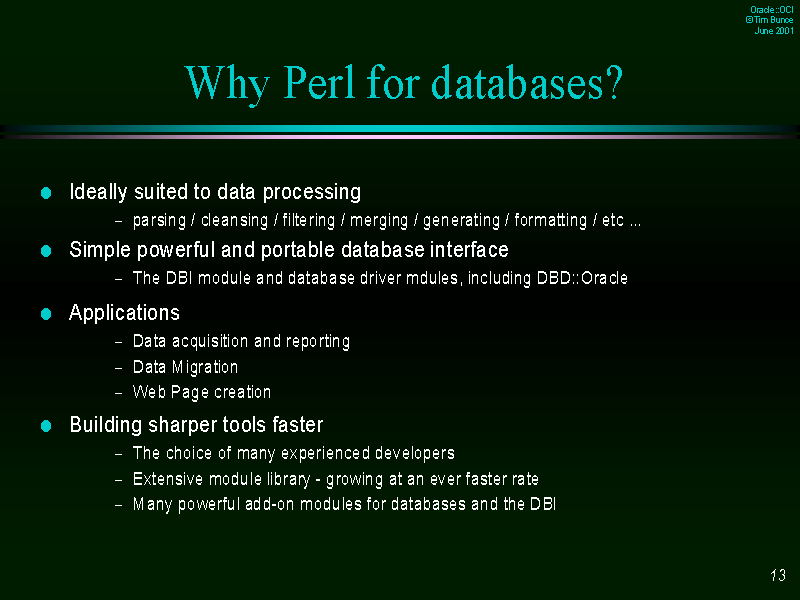 Oracle::OCI
©Tim Bunce
June 2001
Why Perl for databases?
Ideally suited to data processing
– parsing / cleansing / filtering / merging / generating / formatting / etc ...
Simple powerful and portable database interface
– The DBI module and database driver mdules, including DBD::Oracle
Applications
– Data acquisition and reporting
– Data Migration
– Web Page creation
Building sharper tools faster
– The choice of many experienced developers
– Extensive module library - growing at an ever faster rate
– Many powerful add-on modules for databases and the DBI
13